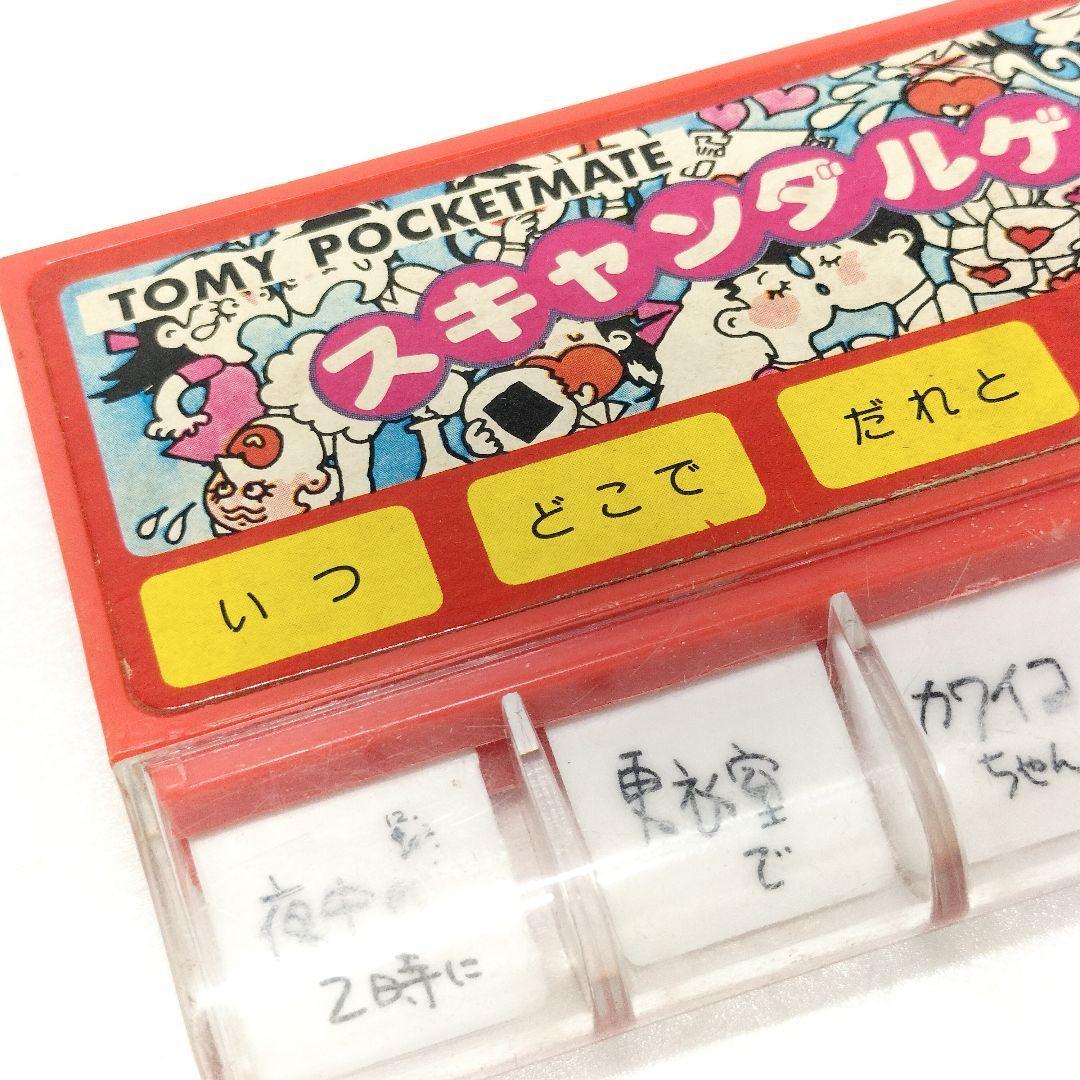 TOMY POCKETMATE
スキャンダルゲ
いつ
どこで
だれと
夜中の
2時に
更衣室
で
カワイコ
ちゃん